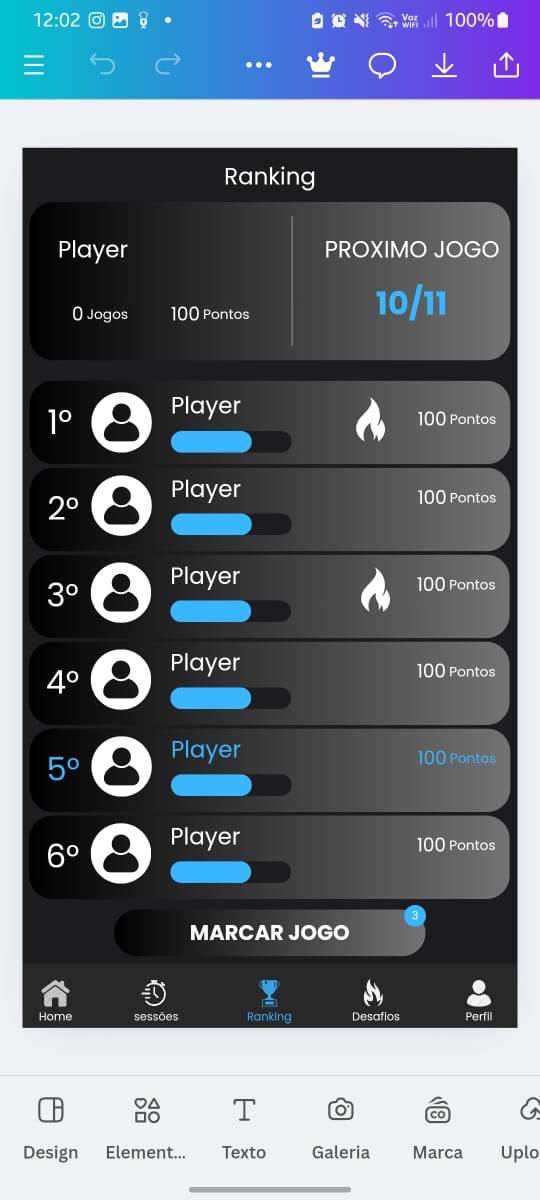 12:02 Voz WiFi 100%
Ranking
Player
PROXIMO JOGO
0 Jogos 100 Pontos
10/11
1º Player 100 Pontos
2º Player 100 Pontos
3º Player 100 Pontos
4º Player 100 Pontos
5º Player 100 Pontos
6º Player 100 Pontos
3
MARCAR JOGO
Home sessões Ranking Desafios Perfil
CO
Design Element... Texto Galeria Marca Uplo